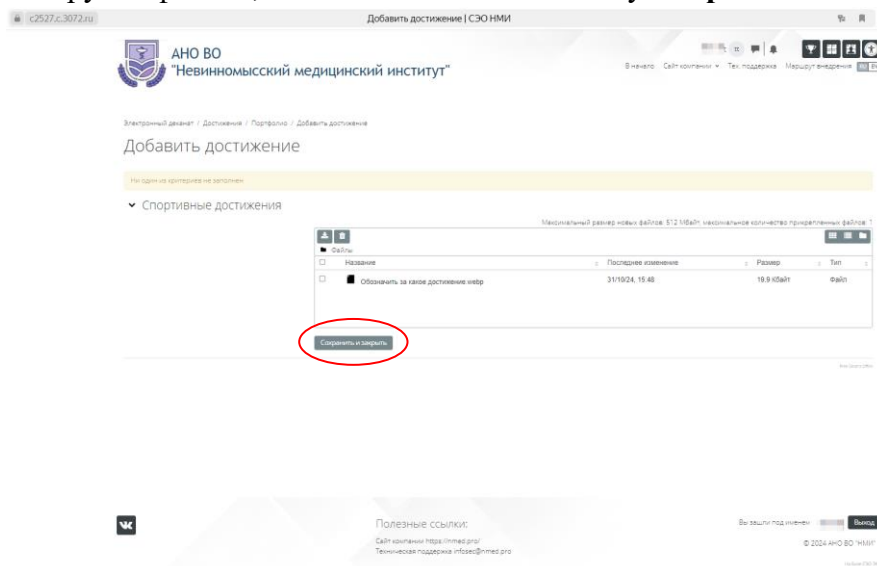 c2527.c.3072.ru
Добавить достижение | СЭО НМИ
АНО ВО
"Невинномысский медицинский институт"
В начало Сайт компании Тех. поддержка Маршрут внедрения RU
Электронный деканат / Достижения / Портфолио / Добавить достижение
Добавить достижение
Ни один из критериев не заполнен
Спортивные достижения
Максимальный размер новых файлов: 512 Мбайт, максимальное количество прикрепленных файлов: 1
Файлы
Название Последнее изменение Размер Тип
Обозначить за какое достижение.webp 31/10/24, 15:48 19,9 Кбайт Файл
Сохранить и закрыть
Полезные ссылки:
Вы зашли под именем Выход
Сайт компании https://nmed.pro/
© 2024 АНО ВО "НМИ"
Техническая поддержка infosec@nmed.pro